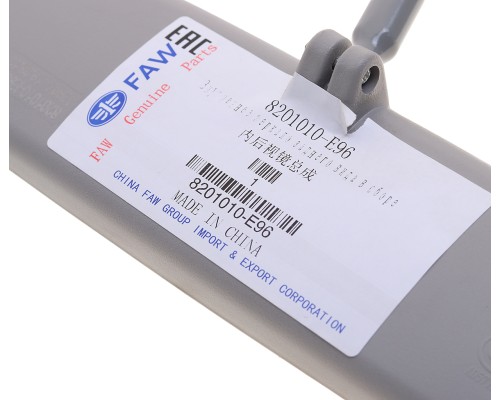 EAC
FAW
FAW Genuine Parts
8201010-E96
в сборе
内后视镜总成
1
8201010-E96
MADE IN CHINA
CHINA FAW GROUP IMPORT & EXPORT CORPORATION